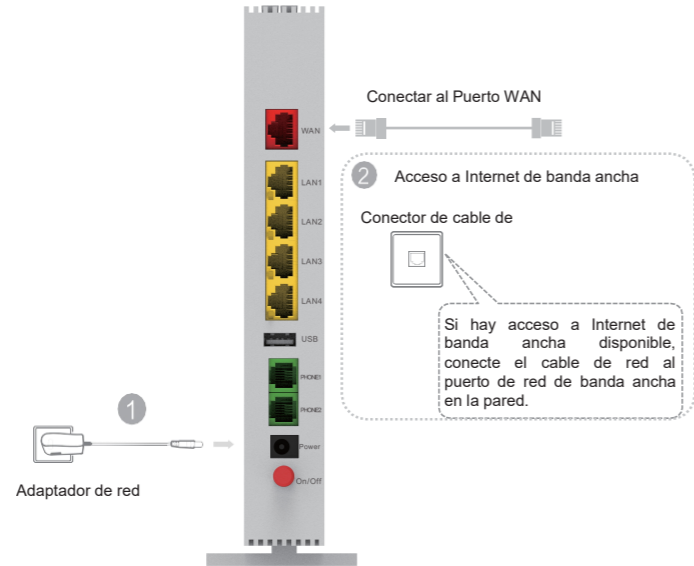 Conectar al Puerto WAN
WAN
2
Acceso a Internet de banda ancha
LAN1
LAN2
Conector de cable de
LAN3
LAN4
Si hay acceso a Internet de
banda ancha disponible,
conecte el cable de red al
puerto de red de banda ancha
en la pared.
USB
PHONE1
1
PHONE2
Power
On/Off
Adaptador de red